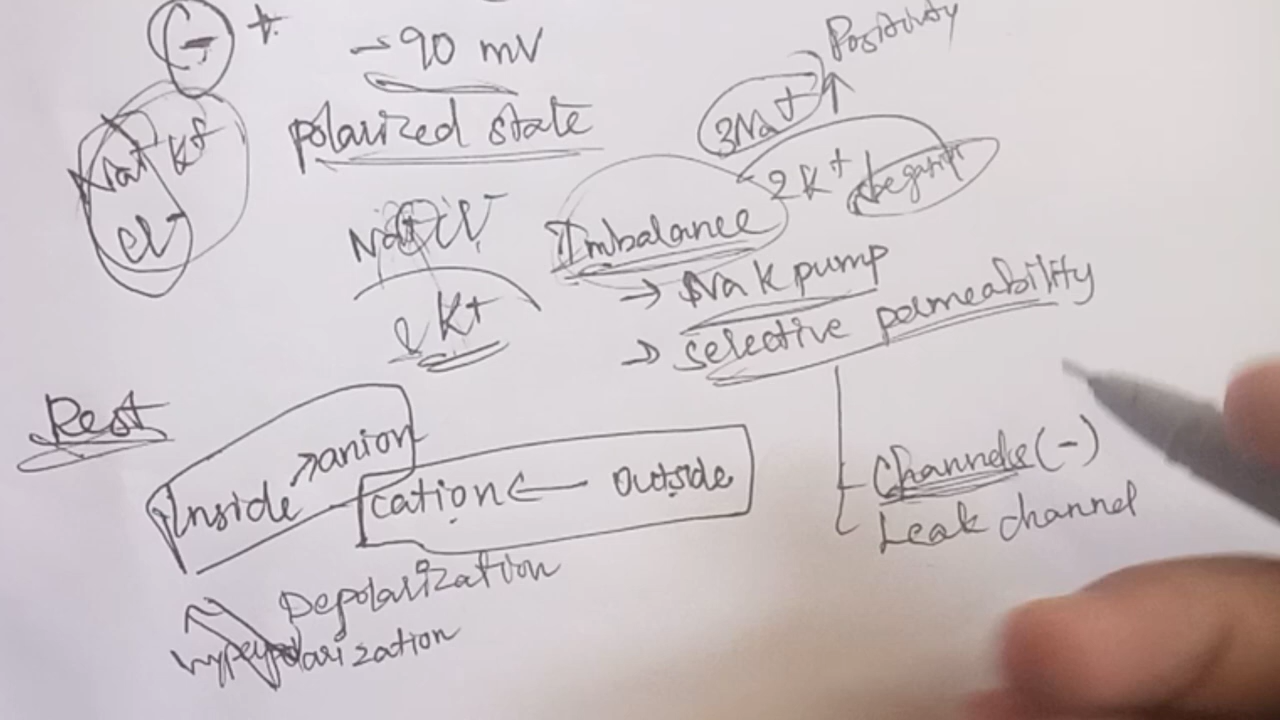 - +
-90 mV
Positivity
3Na+ ↑
polarized state
Na+ K+
2K+ Negativ
Cl-
Na+ Cl-
Imbalance
→ Na K pump
K+
→ selective permeability
Rest
Inside → anion
cation ← outside
Channels (-)
Leak channel
Depolarization
hyperpolarization